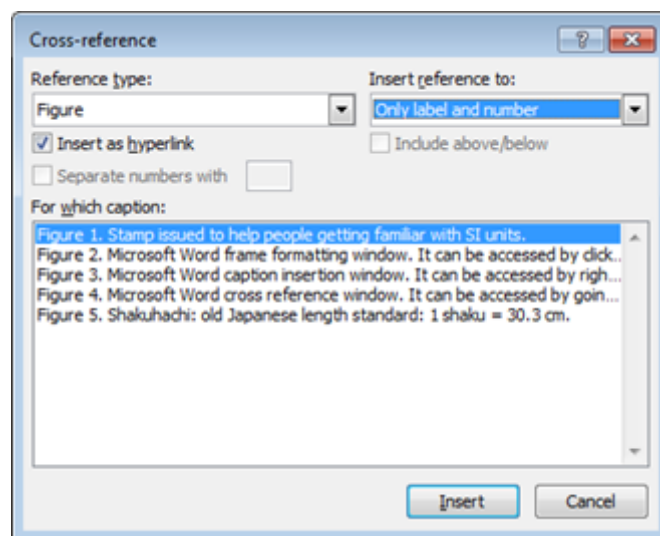 Cross-reference
Reference type:
Insert reference to:
Figure
Only label and number
Insert as hyperlink
Include above/below
Separate numbers with
For which caption:
Figure 1. Stamp issued to help people getting familiar with SI units.
Figure 2. Microsoft Word frame formatting window. It can be accessed by click...
Figure 3. Microsoft Word caption insertion window. It can be accessed by righ...
Figure 4. Microsoft Word cross reference window. It can be accessed by goin...
Figure 5. Shakuhachi: old Japanese length standard: 1 shaku = 30.3 cm.
Insert
Cancel